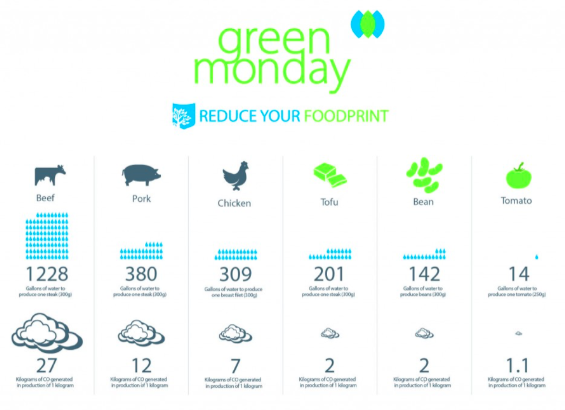 green
monday
REDUCE YOUR FOODPRINT
Beef
Pork
Chicken
Tofu
Bean
Tomato
1228
Gallons of water to
produce one steak (300g)
380
Gallons of water to
produce one steak (300g)
309
Gallons of water to produce
one breast filet (300g)
201
Gallons of water to
produce one steak (300g)
142
Gallons of water to
produce beans (300g)
14
Gallons of water to
produce one tomato (200g)
27
Kilograms of CO generated
in production of 1 kilogram
12
Kilograms of CO generated
in production of 1 kilogram
7
Kilograms of CO generated
in production of 1 kilogram
2
Kilograms of CO generated
in production of 1 kilogram
2
Kilograms of CO generated
in production of 1 kilogram
1.1
Kilograms of CO generated
in production of 1 kilogram